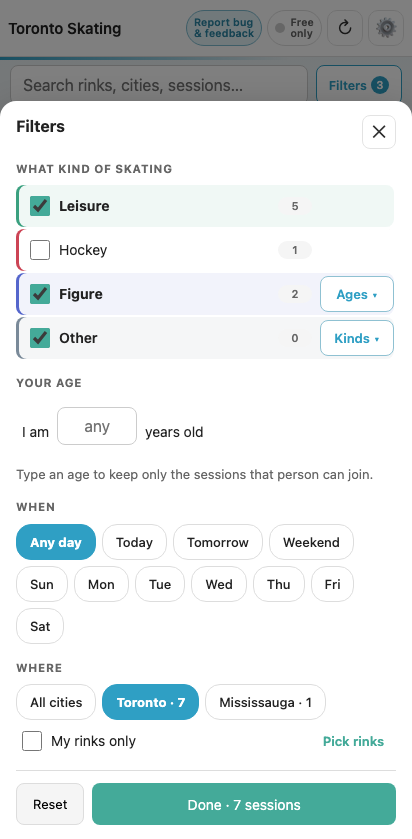 Toronto Skating
Report bug
& feedback
Free
only
Search rinks, cities, sessions...
Filters 3
Filters
WHAT KIND OF SKATING
Leisure 5
Hockey 1
Figure 2 Ages ▾
Other 0 Kinds ▾
YOUR AGE
I am any years old
Type an age to keep only the sessions that person can join.
WHEN
Any day Today Tomorrow Weekend
Sun Mon Tue Wed Thu Fri
Sat
WHERE
All cities Toronto · 7 Mississauga · 1
My rinks only Pick rinks
Reset Done · 7 sessions